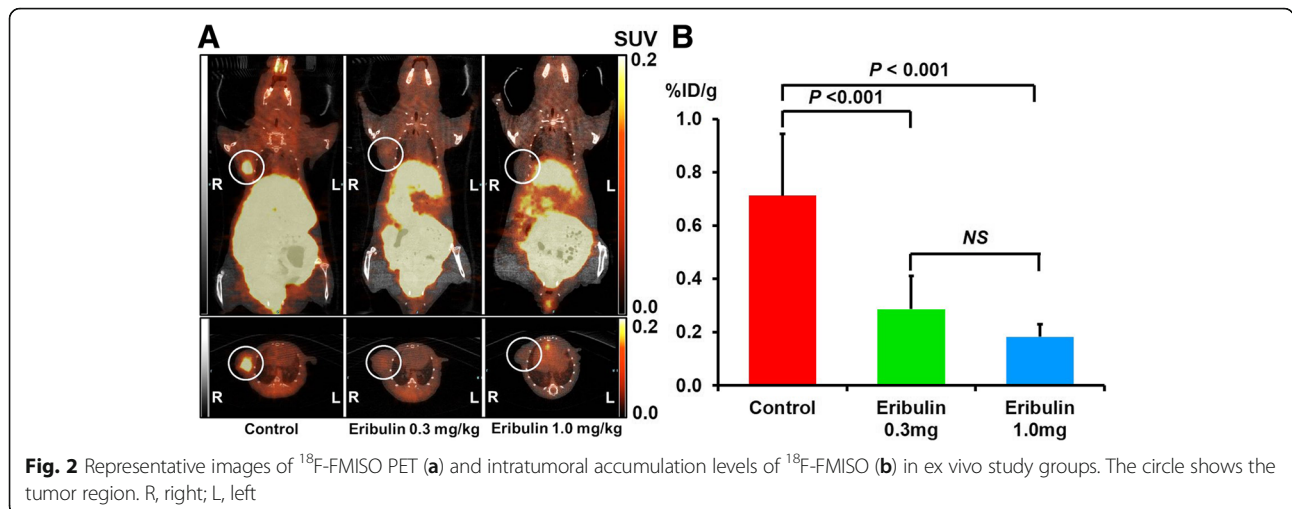 A
SUV
0.2
R
L
R
L
R
L
0.0
0.2
R
L
R
L
R
L
0.0
Control
Eribulin 0.3 mg/kg
Eribulin 1.0 mg/kg
B
%ID/g
P < 0.001
P <0.001
NS
1.0
0.8
0.6
0.4
0.2
0.0
Control
Eribulin
0.3mg
Eribulin
1.0mg
Fig. 2 Representative images of ¹⁸F-FMISO PET (a) and intratumoral accumulation levels of ¹⁸F-FMISO (b) in ex vivo study groups. The circle shows the
tumor region. R, right; L, left